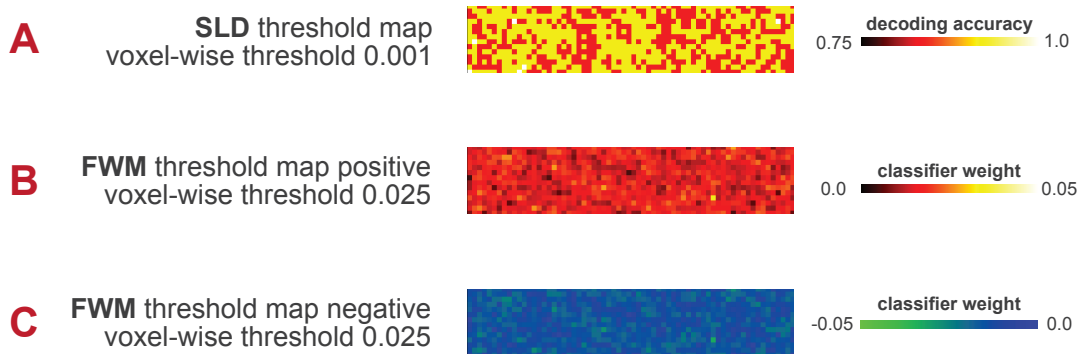 A
SLD threshold map
voxel-wise threshold 0.001
decoding accuracy
0.75
1.0
B
FWM threshold map positive
voxel-wise threshold 0.025
classifier weight
0.0
0.05
C
FWM threshold map negative
voxel-wise threshold 0.025
classifier weight
-0.05
0.0